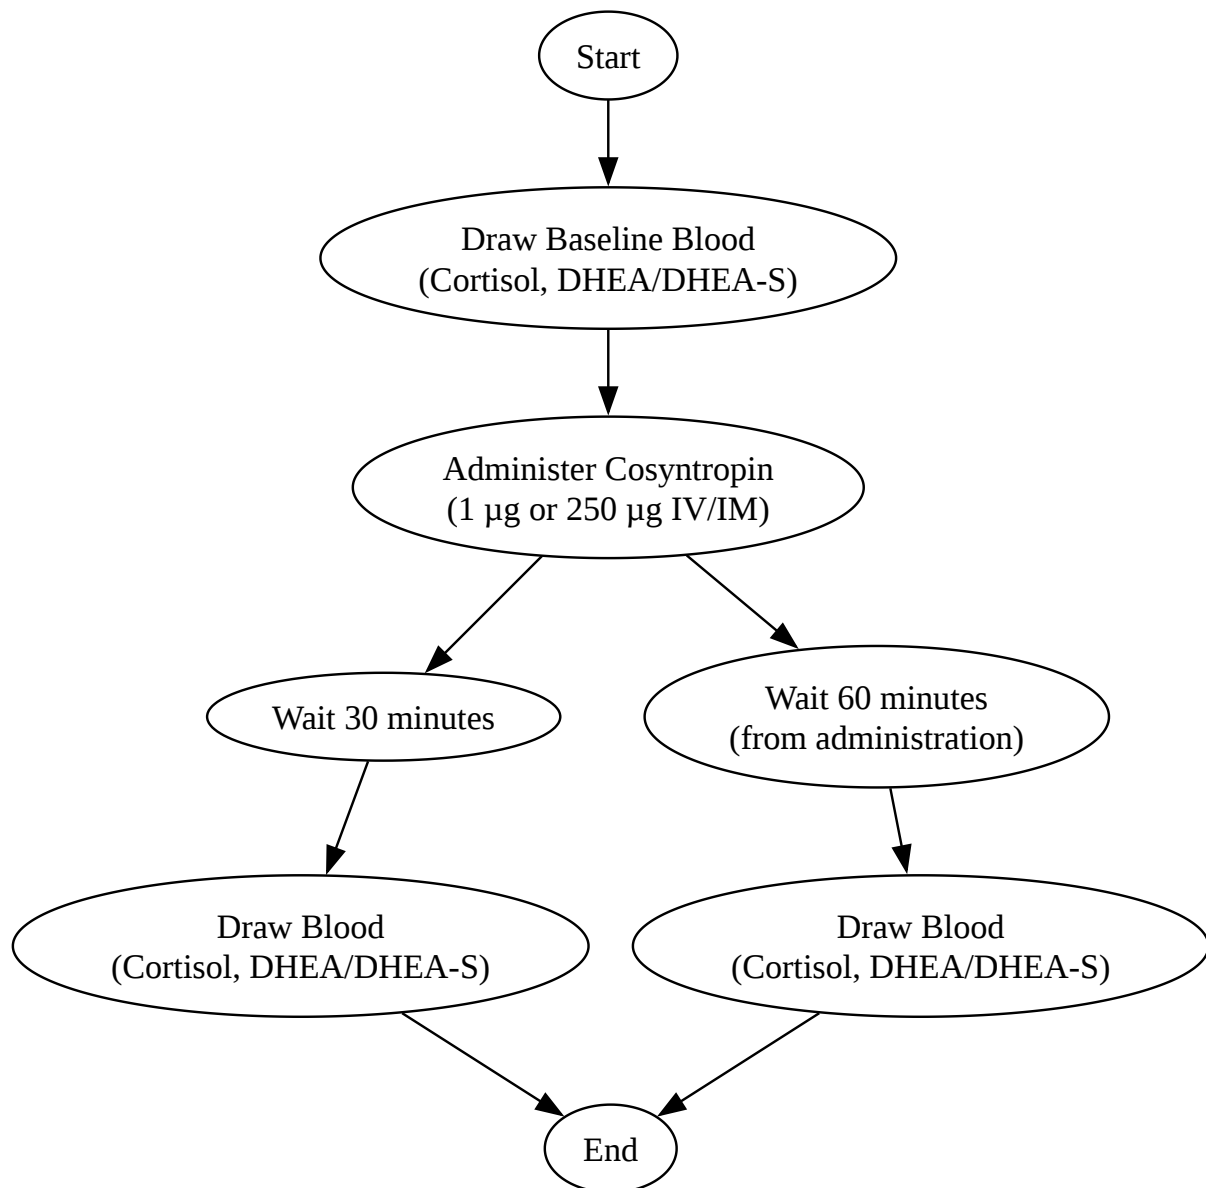 Start
Draw Baseline Blood
(Cortisol, DHEA/DHEA-S)
Administer Cosyntropin
(1 µg or 250 µg IV/IM)
Wait 30 minutes
Wait 60 minutes
(from administration)
Draw Blood
(Cortisol, DHEA/DHEA-S)
Draw Blood
(Cortisol, DHEA/DHEA-S)
End